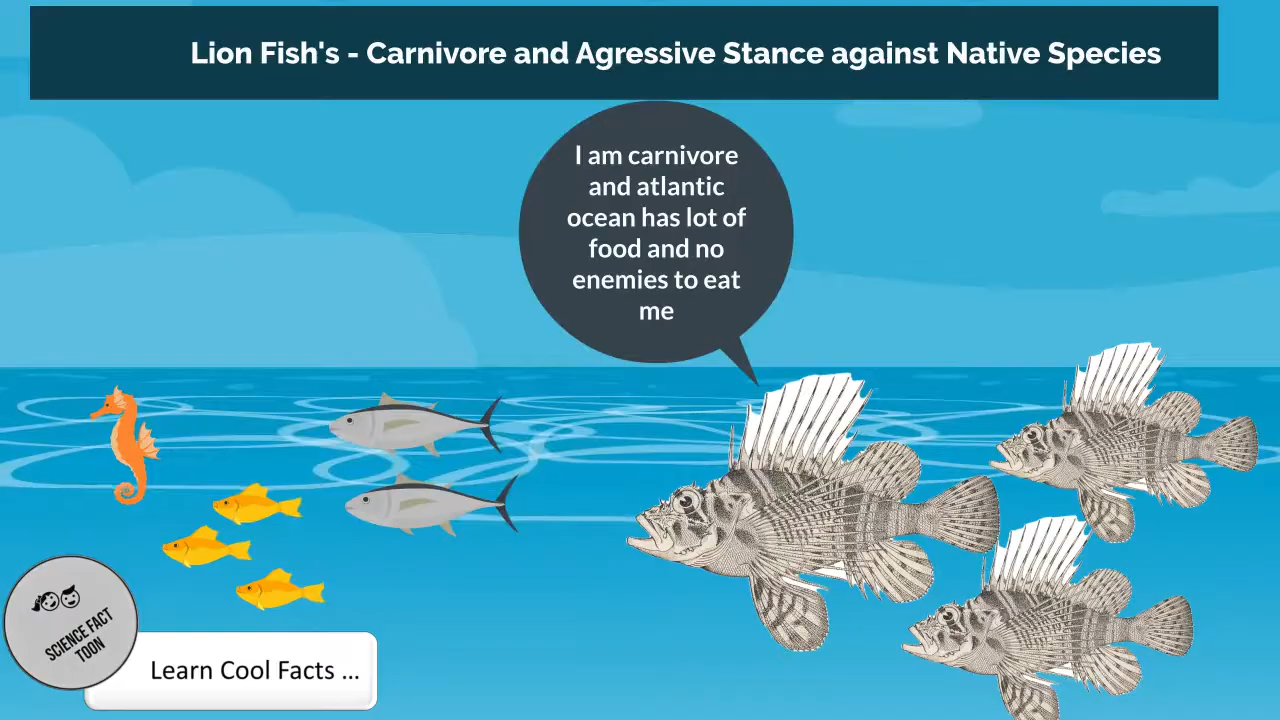 Lion Fish's - Carnivore and Agressive Stance against Native Species
I am carnivore
and atlantic
ocean has lot of
food and no
enemies to eat
me
SCIENCE FACT
TOON
Learn Cool Facts ...